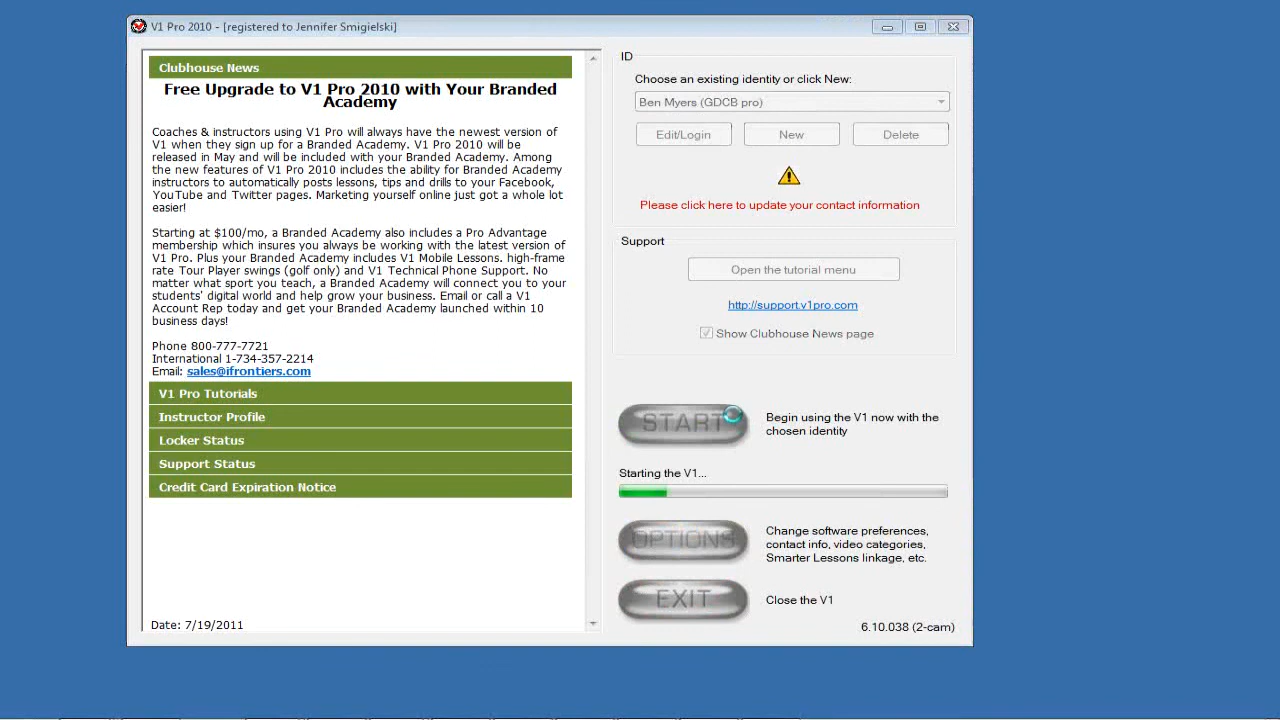 V1 Pro 2010 - [registered to Jennifer Smigielski]
Clubhouse News
Free Upgrade to V1 Pro 2010 with Your Branded
Academy
Coaches & instructors using V1 Pro will always have the newest version of
V1 when they sign up for a Branded Academy. V1 Pro 2010 will be
released in May and will be included with your Branded Academy. Among
the new features of V1 Pro 2010 includes the ability for Branded Academy
instructors to automatically posts lessons, tips and drills to your Facebook,
YouTube and Twitter pages. Marketing yourself online just got a whole lot
easier!
Starting at $100/mo, a Branded Academy also includes a Pro Advantage
membership which insures you always be working with the latest version of
V1 Pro. Plus your Branded Academy includes V1 Mobile Lessons. high-frame
rate Tour Player swings (golf only) and V1 Technical Phone Support. No
matter what sport you teach, a Branded Academy will connect you to your
students' digital world and help grow your business. Email or call a V1
Account Rep today and get your Branded Academy launched within 10
business days!
Phone 800-777-7721
International 1-734-357-2214
Email: sales@ifrontiers.com
V1 Pro Tutorials
Instructor Profile
Locker Status
Support Status
Credit Card Expiration Notice
Date: 7/19/2011
ID
Choose an existing identity or click New:
Ben Myers (GDCB pro)
Edit/Login
New
Delete
Please click here to update your contact information
Support
Open the tutorial menu
http://support.v1pro.com
Show Clubhouse News page
START
Begin using the V1 now with the
chosen identity
Starting the V1...
OPTIONS
Change software preferences,
contact info, video categories,
Smarter Lessons linkage, etc.
EXIT
Close the V1
6.10.038 (2-cam)